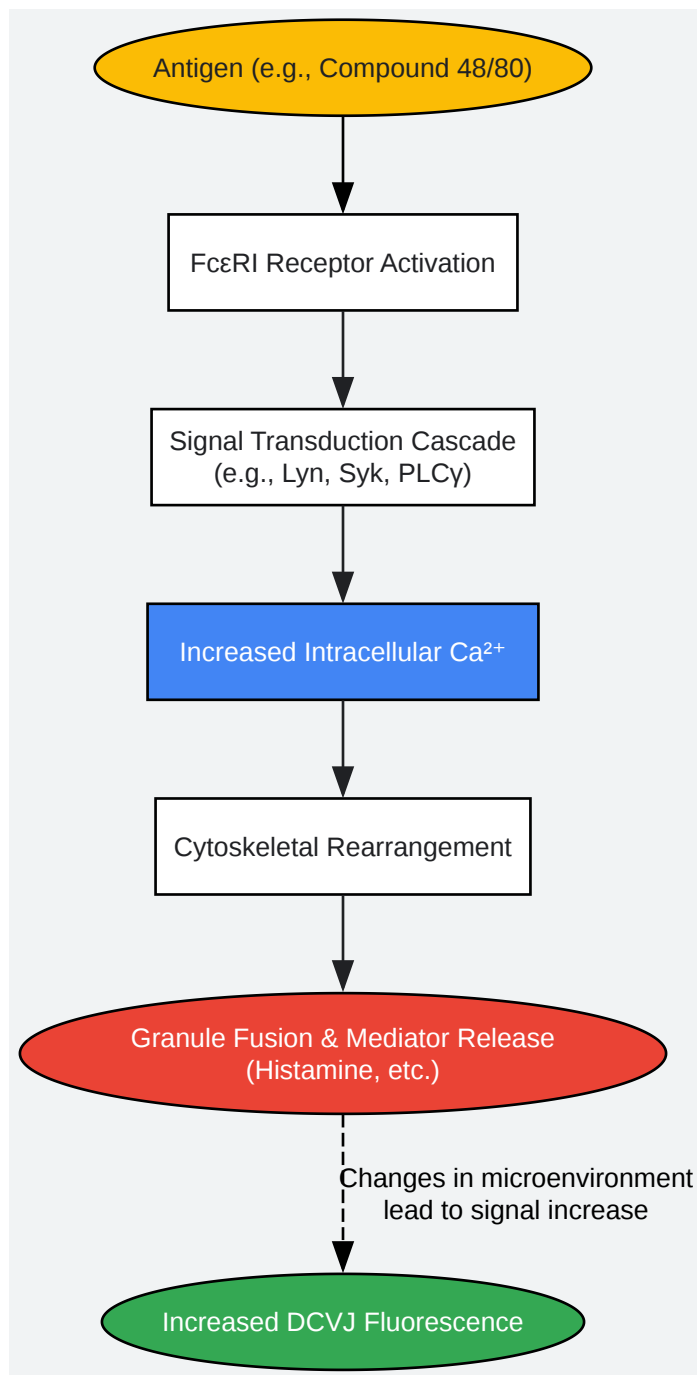 Antigen (e.g., Compound 48/80)
FcεRI Receptor Activation
Signal Transduction Cascade
(e.g., Lyn, Syk, PLCγ)
Increased Intracellular Ca²⁺
Cytoskeletal Rearrangement
Granule Fusion & Mediator Release
(Histamine, etc.)
Changes in microenvironment
lead to signal increase
Increased DCVJ Fluorescence